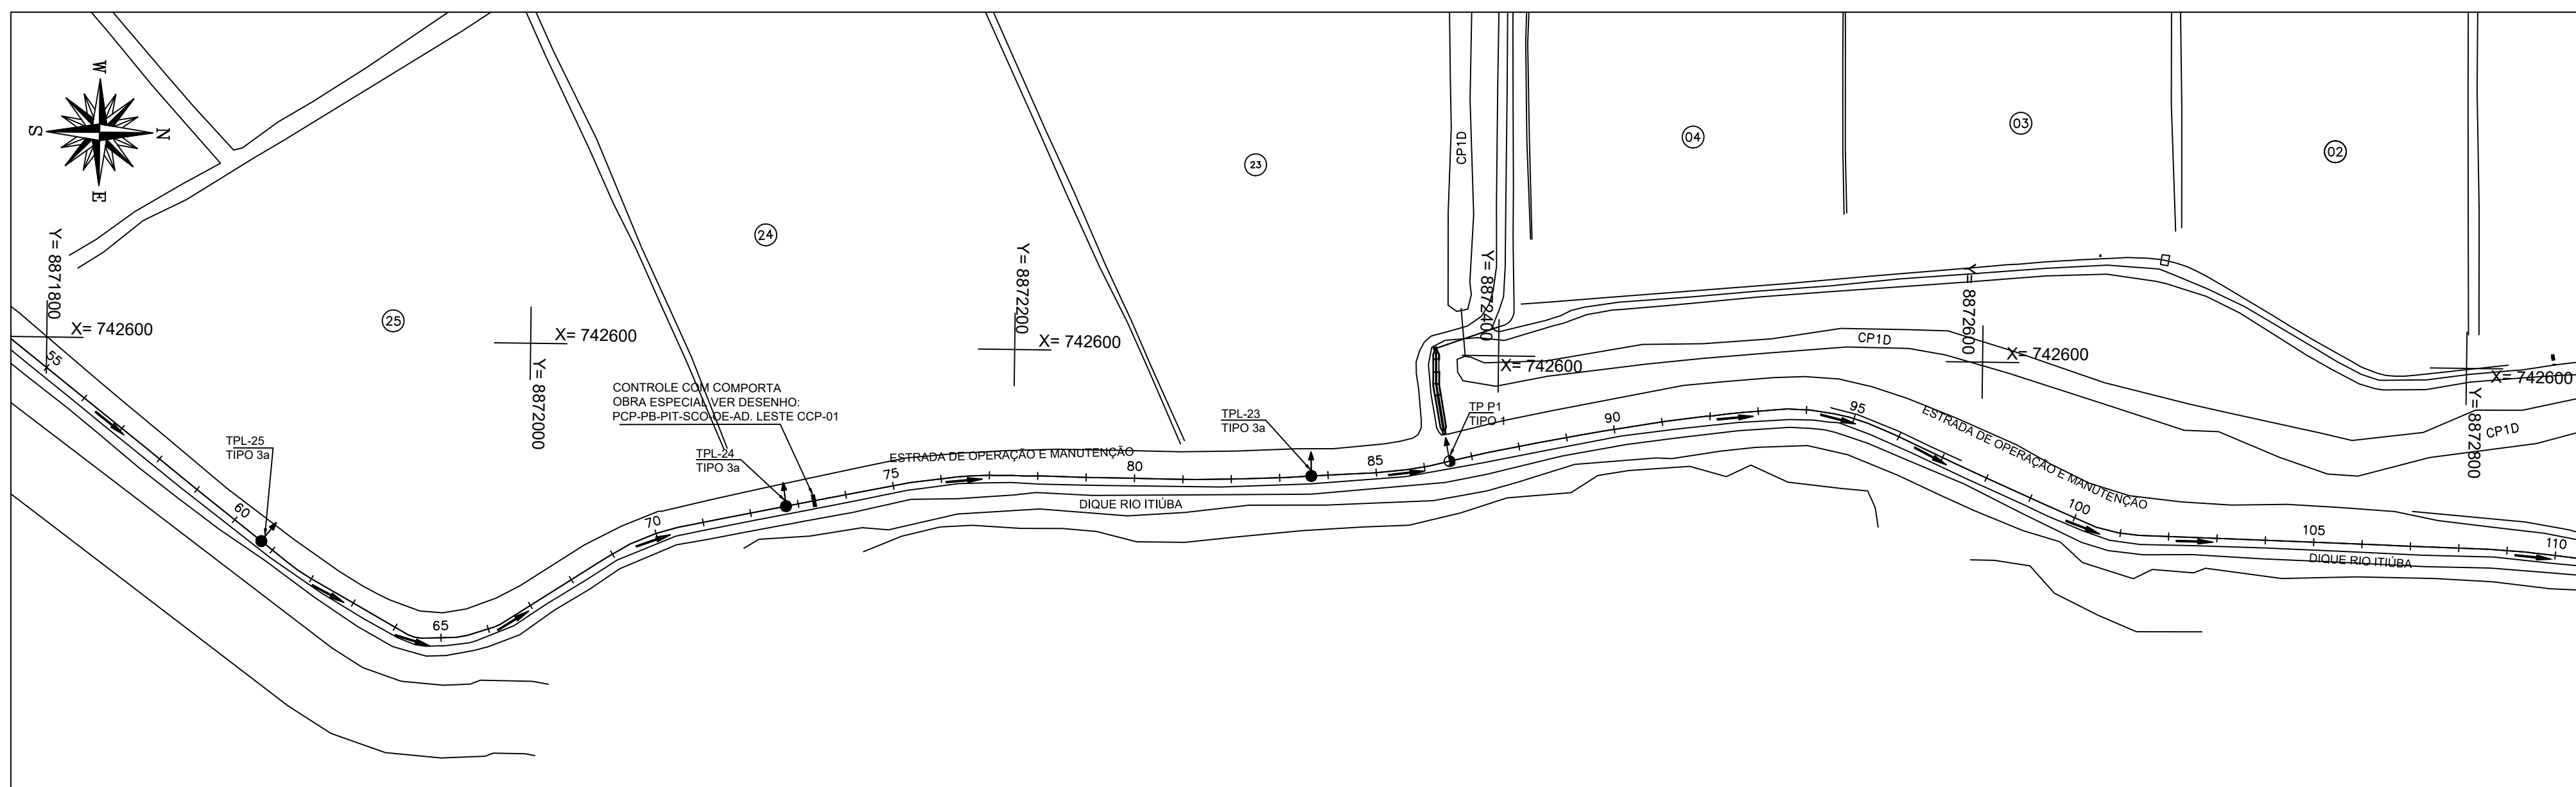 W
S
N
E
Y= 8871800
X= 742600
25
24
23
04
03
02
CP1D
X= 742600
Y= 8872000
Y= 8872200
X= 742600
Y= 8872400
X= 742600
Y= 8872600
X= 742600
CP1D
X= 742600
Y= 8872800
CP1D
CONTROLE COM COMPORTA
OBRA ESPECIAL VER DESENHO:
PCP-PB-PIT-SCO-DE-AD. LESTE CCP-01
TPL-25
TIPO 3a
TPL-24
TIPO 3a
TPL-23
TIPO 3a
TP P1
TIPO 1
ESTRADA DE OPERAÇÃO E MANUTENÇÃO
ESTRADA DE OPERAÇÃO E MANUTENÇÃO
DIQUE RIO ITIÚBA
DIQUE RIO ITIÚBA
55
60
65
70
75
80
85
90
95
100
105
110